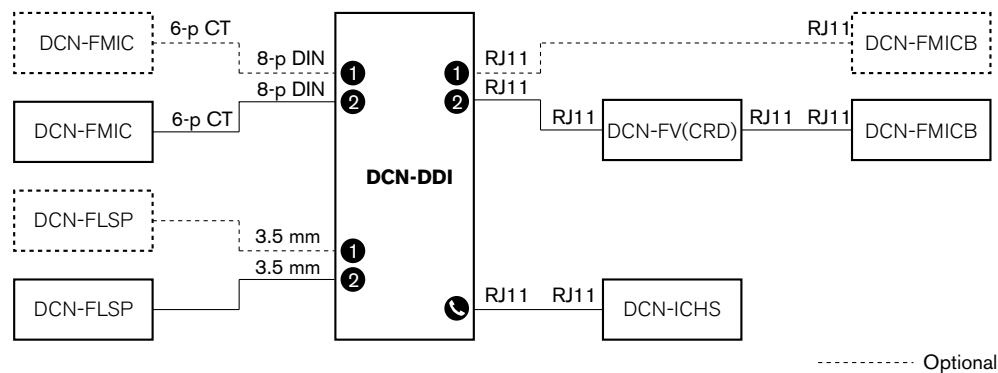 DCN-FMIC
6-p CT
8-p DIN
1
1
RJ11
RJ11
DCN-FMICB
DCN-FMIC
6-p CT
8-p DIN
2
2
RJ11
RJ11
DCN-FV(CRD)
RJ11
RJ11
DCN-FMICB
DCN-DDI
DCN-FLSP
3.5 mm
1
DCN-FLSP
3.5 mm
2
RJ11
RJ11
DCN-ICHS
Optional